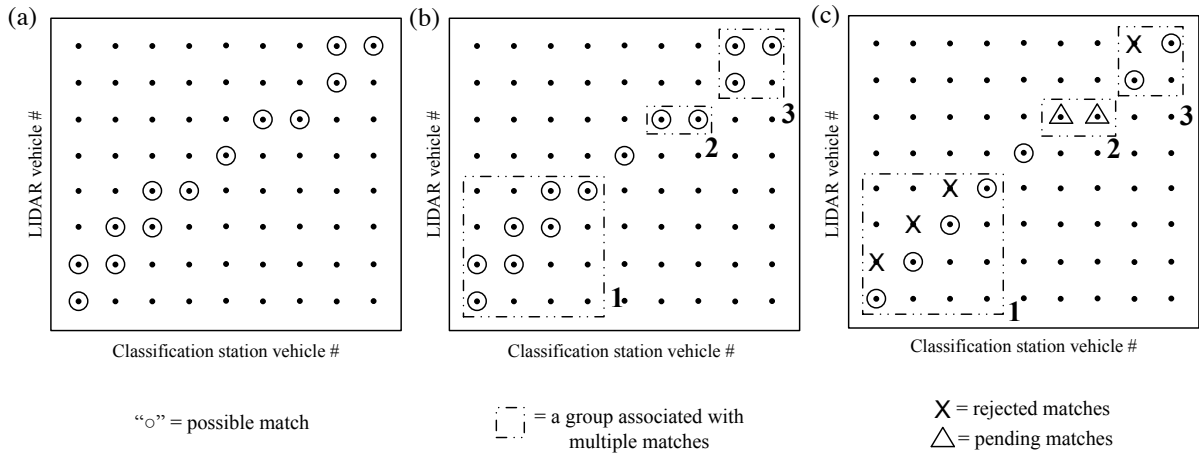 (a)
(b)
(c)
LIDAR vehicle #
LIDAR vehicle #
LIDAR vehicle #
3
2
1
3
2
1
Classification station vehicle #
Classification station vehicle #
Classification station vehicle #
“○” = possible match
= a group associated with
multiple matches
X = rejected matches
△ = pending matches